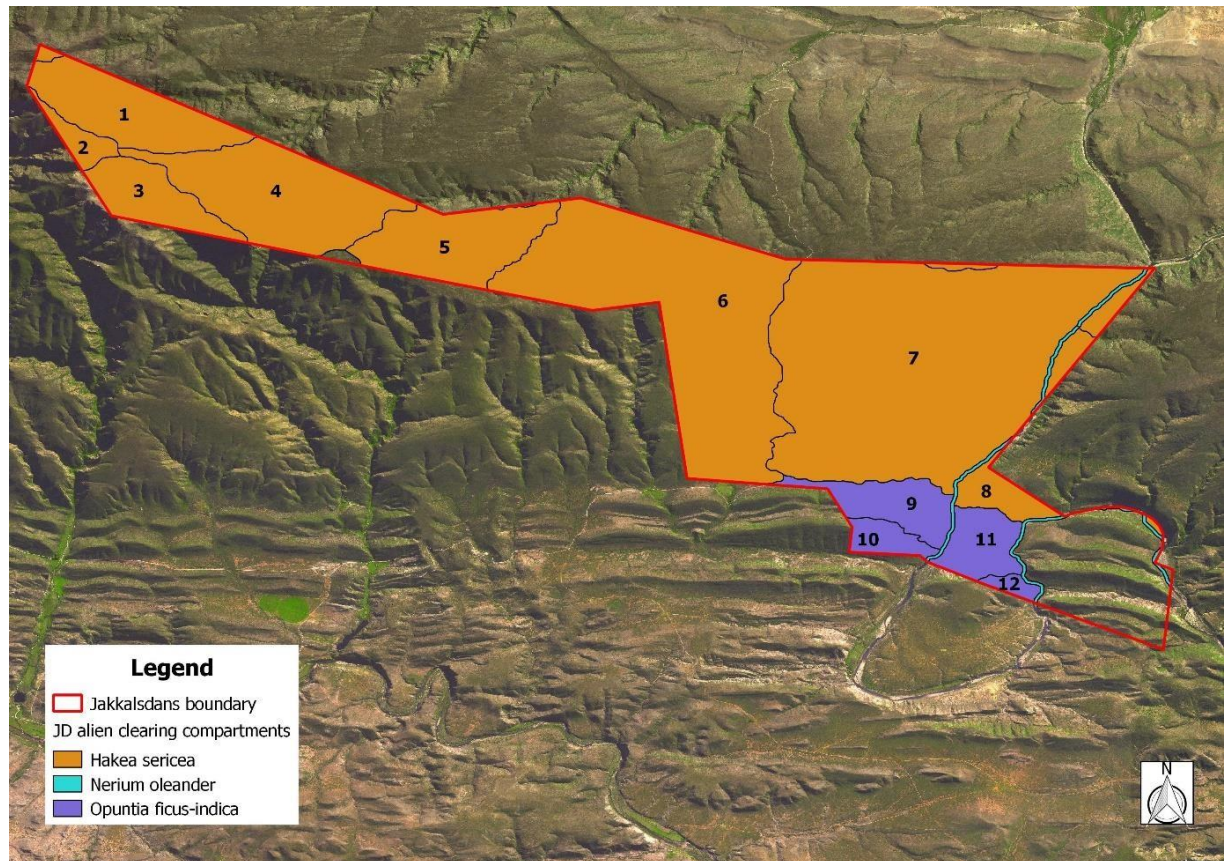 1
2
3
4
5
6
7
8
9
10
11
12
Legend
Jakkalsdans boundary
JD alien clearing compartments
Hakea sericea
Nerium oleander
Opuntia ficus-indica
N